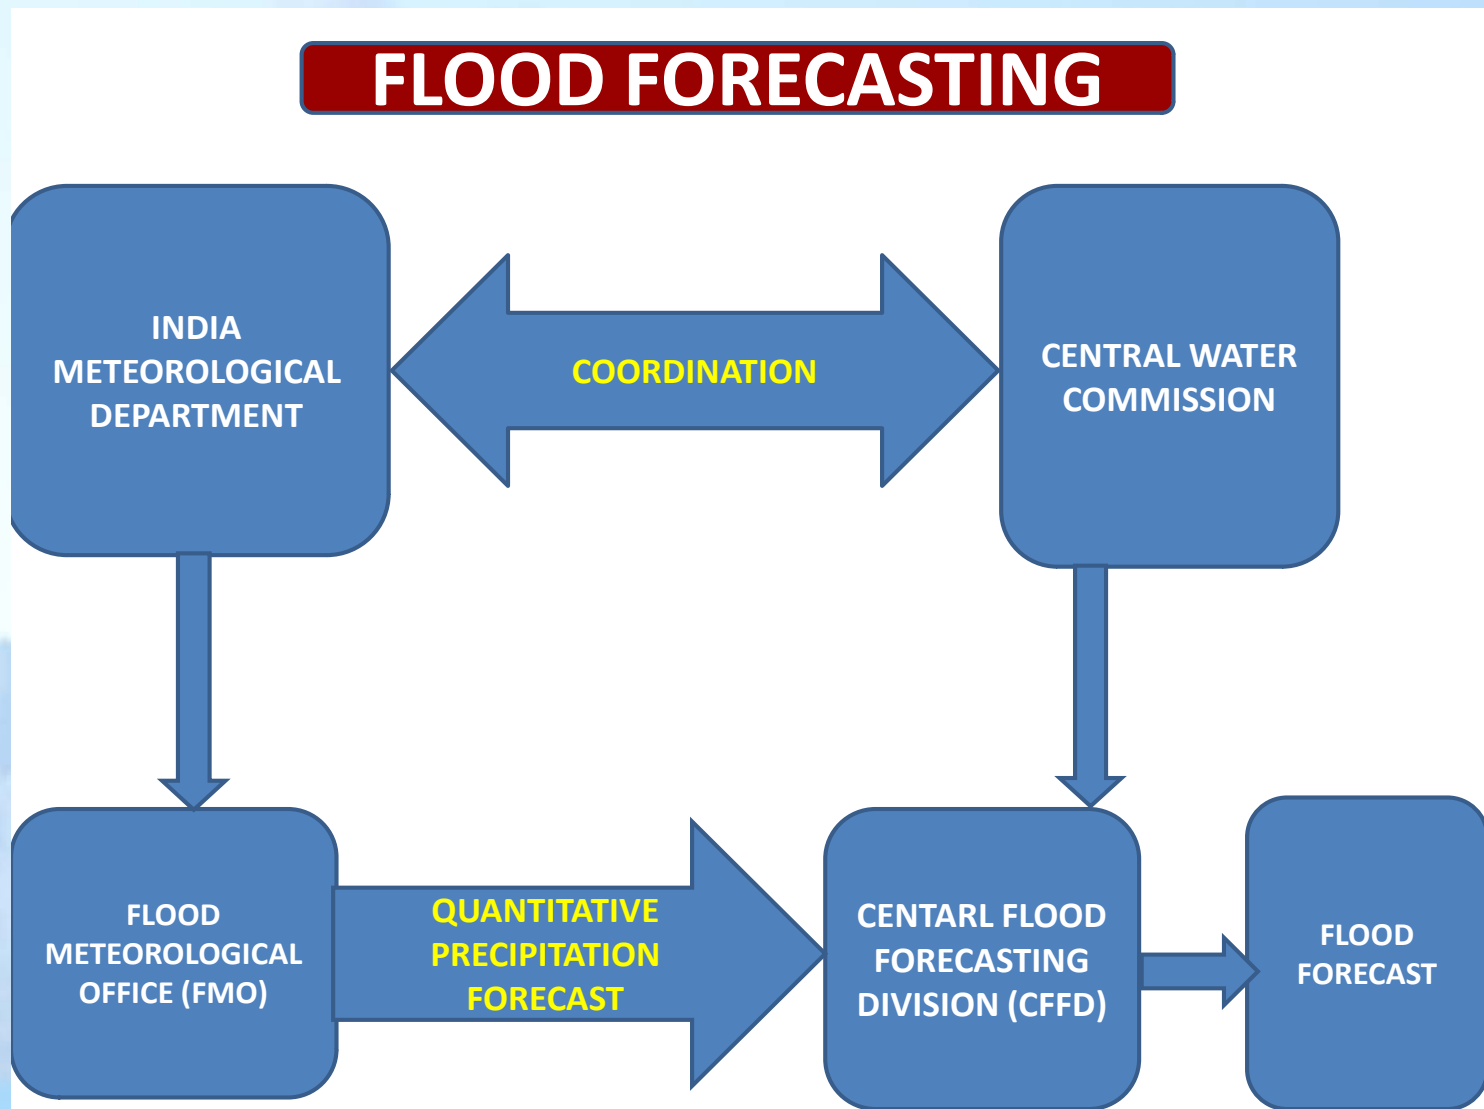 FLOOD FORECASTING
INDIA
METEOROLOGICAL
DEPARTMENT
COORDINATION
CENTRAL WATER
COMMISSION
FLOOD
METEOROLOGICAL
OFFICE (FMO)
QUANTITATIVE
PRECIPITATION
FORECAST
CENTARL FLOOD
FORECASTING
DIVISION (CFFD)
FLOOD
FORECAST